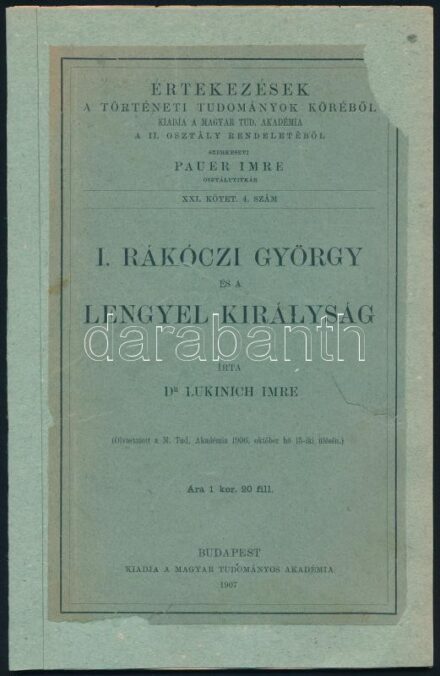 ÉRTEKEZÉSEK
A TÖRTÉNETI TUDOMÁNYOK KÖRÉBŐL
KIADJA A MAGYAR TUD. AKADÉMIA
A II. OSZTÁLY RENDELETÉBŐL
SZERKESZTI
PAUER IMRE
OSZTÁLYTITKÁR
XXI. KÖTET. 4. SZÁM
I. RÁKÓCZI GYÖRGY
ÉS A
LENGYEL KIRÁLYSÁG
darabanth
ÍRTA
DR LUKINICH IMRE
(Olvastatott a M. Tud. Akadémia 1906. október hó 15-iki ülésén.)
Ára 1 kor. 20 fill.
BUDAPEST
KIADJA A MAGYAR TUDOMÁNYOS AKADÉMIA
1907